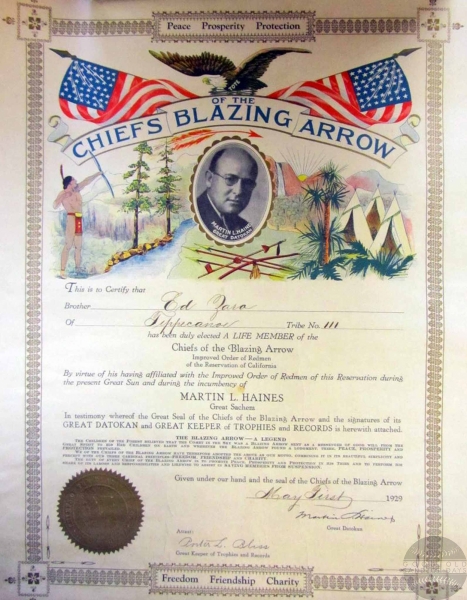 Peace Prosperity Protection
TOTE
OF THE
CHIEFS BLAZING ARROW
MARTIN L. HAINES
GREAT DATOKAN
This is to Certify that
Brother Ed Zara
Of Tippecanoe Tribe No. 111
has been duly elected A LIFE MEMBER of the
Chiefs of the Blazing Arrow
Improved Order of Redmen
of the Reservation of California
By virtue of his having affiliated with the Improved Order of Redmen of this Reservation during
the present Great Sun and during the incumbency of
MARTIN L. HAINES
Great Sachem
In testimony whereof the Great Seal of the Chiefs of the Blazing Arrow and the signatures of its
GREAT DATOKAN and GREAT KEEPER of TROPHIES and RECORDS is herewith attached.
THE BLAZING ARROW—A LEGEND
Given under our hand and the seal of the Chiefs of the Blazing Arrow
May First 1929
Martin L Haines
Great Datokan
Attest:
Great Keeper of Trophies and Records
Freedom Friendship Charity